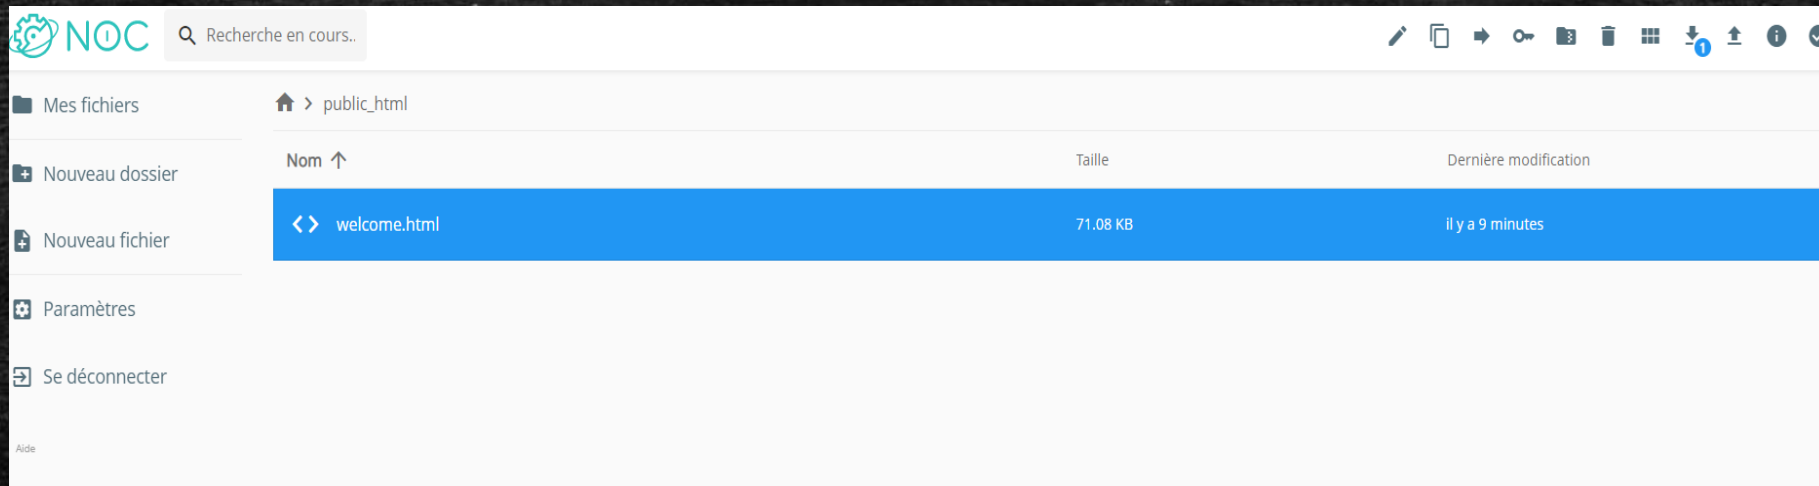 NOC
Recherche en cours..
1
Mes fichiers
public_html
Nouveau dossier
Nom
Taille
Dernière modification
welcome.html
71.08 KB
il y a 9 minutes
Nouveau fichier
Paramètres
Se déconnecter
Aide